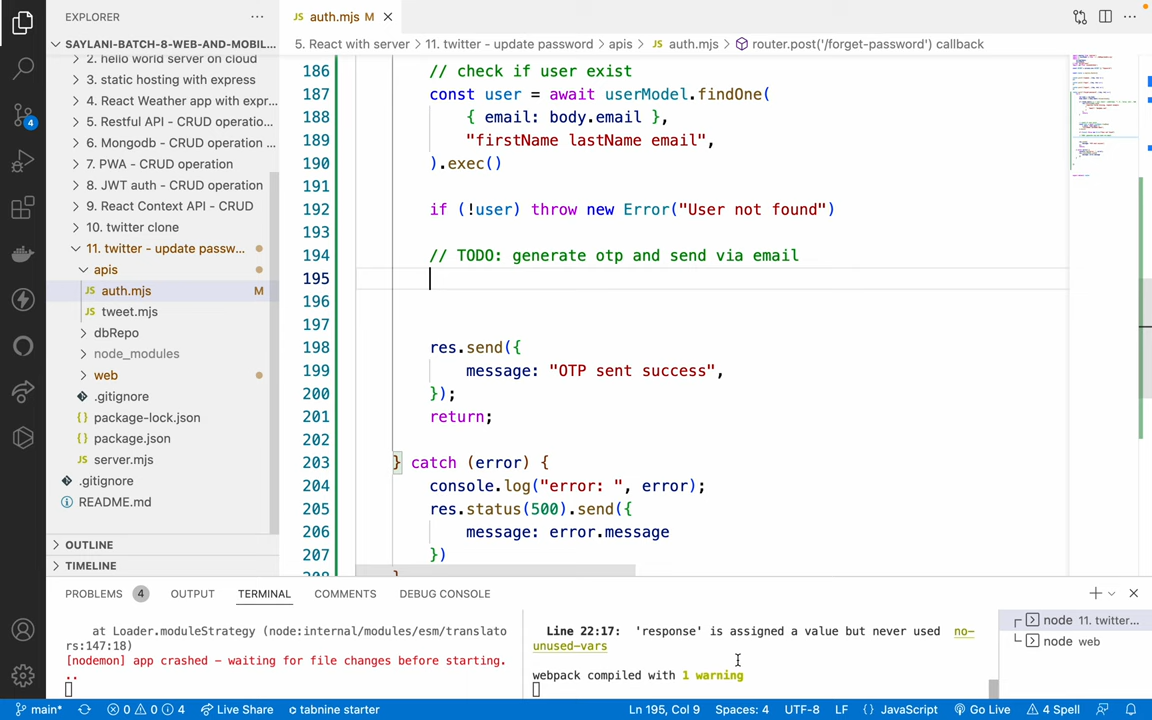 EXPLORER
auth.mjs M
SAYLANI-BATCH-8-WEB-AND-MOBIL...
5. React with server > 11. twitter - update password > apis > JS auth.mjs > router.post('/forget-password') callback
2. hello world server on cloud
3. static hosting with express
4. React Weather app with expr...
5. Restful API - CRUD operatio...
6. Mongodb - CRUD operation ...
7. PWA - CRUD operation
8. JWT auth - CRUD operation
9. React Context API - CRUD
10. twitter clone
11. twitter - update passw...
apis
JS auth.mjs M
JS tweet.mjs
dbRepo
node_modules
web
.gitignore
package-lock.json
package.json
JS server.mjs
.gitignore
README.md
OUTLINE
TIMELINE
186 // check if user exist
187 const user = await userModel.findOne(
188 { email: body.email },
189 "firstName lastName email",
190 ).exec()
191
192 if (!user) throw new Error("User not found")
193
194 // TODO: generate otp and send via email
195
196
197
198 res.send({
199 message: "OTP sent success",
200 });
201 return;
202
203 } catch (error) {
204 console.log("error: ", error);
205 res.status(500).send({
206 message: error.message
207 })
PROBLEMS 4 OUTPUT TERMINAL COMMENTS DEBUG CONSOLE
at Loader.moduleStrategy (node:internal/modules/esm/translato
rs:147:18)
[nodemon] app crashed - waiting for file changes before starting.
..
Line 22:17: 'response' is assigned a value but never used no-
unused-vars
webpack compiled with 1 warning
node 11. twitter...
node web
4
main* 0 0 4 Live Share tabnine starter Ln 195, Col 9 Spaces: 4 UTF-8 LF {} JavaScript Go Live 4 Spell